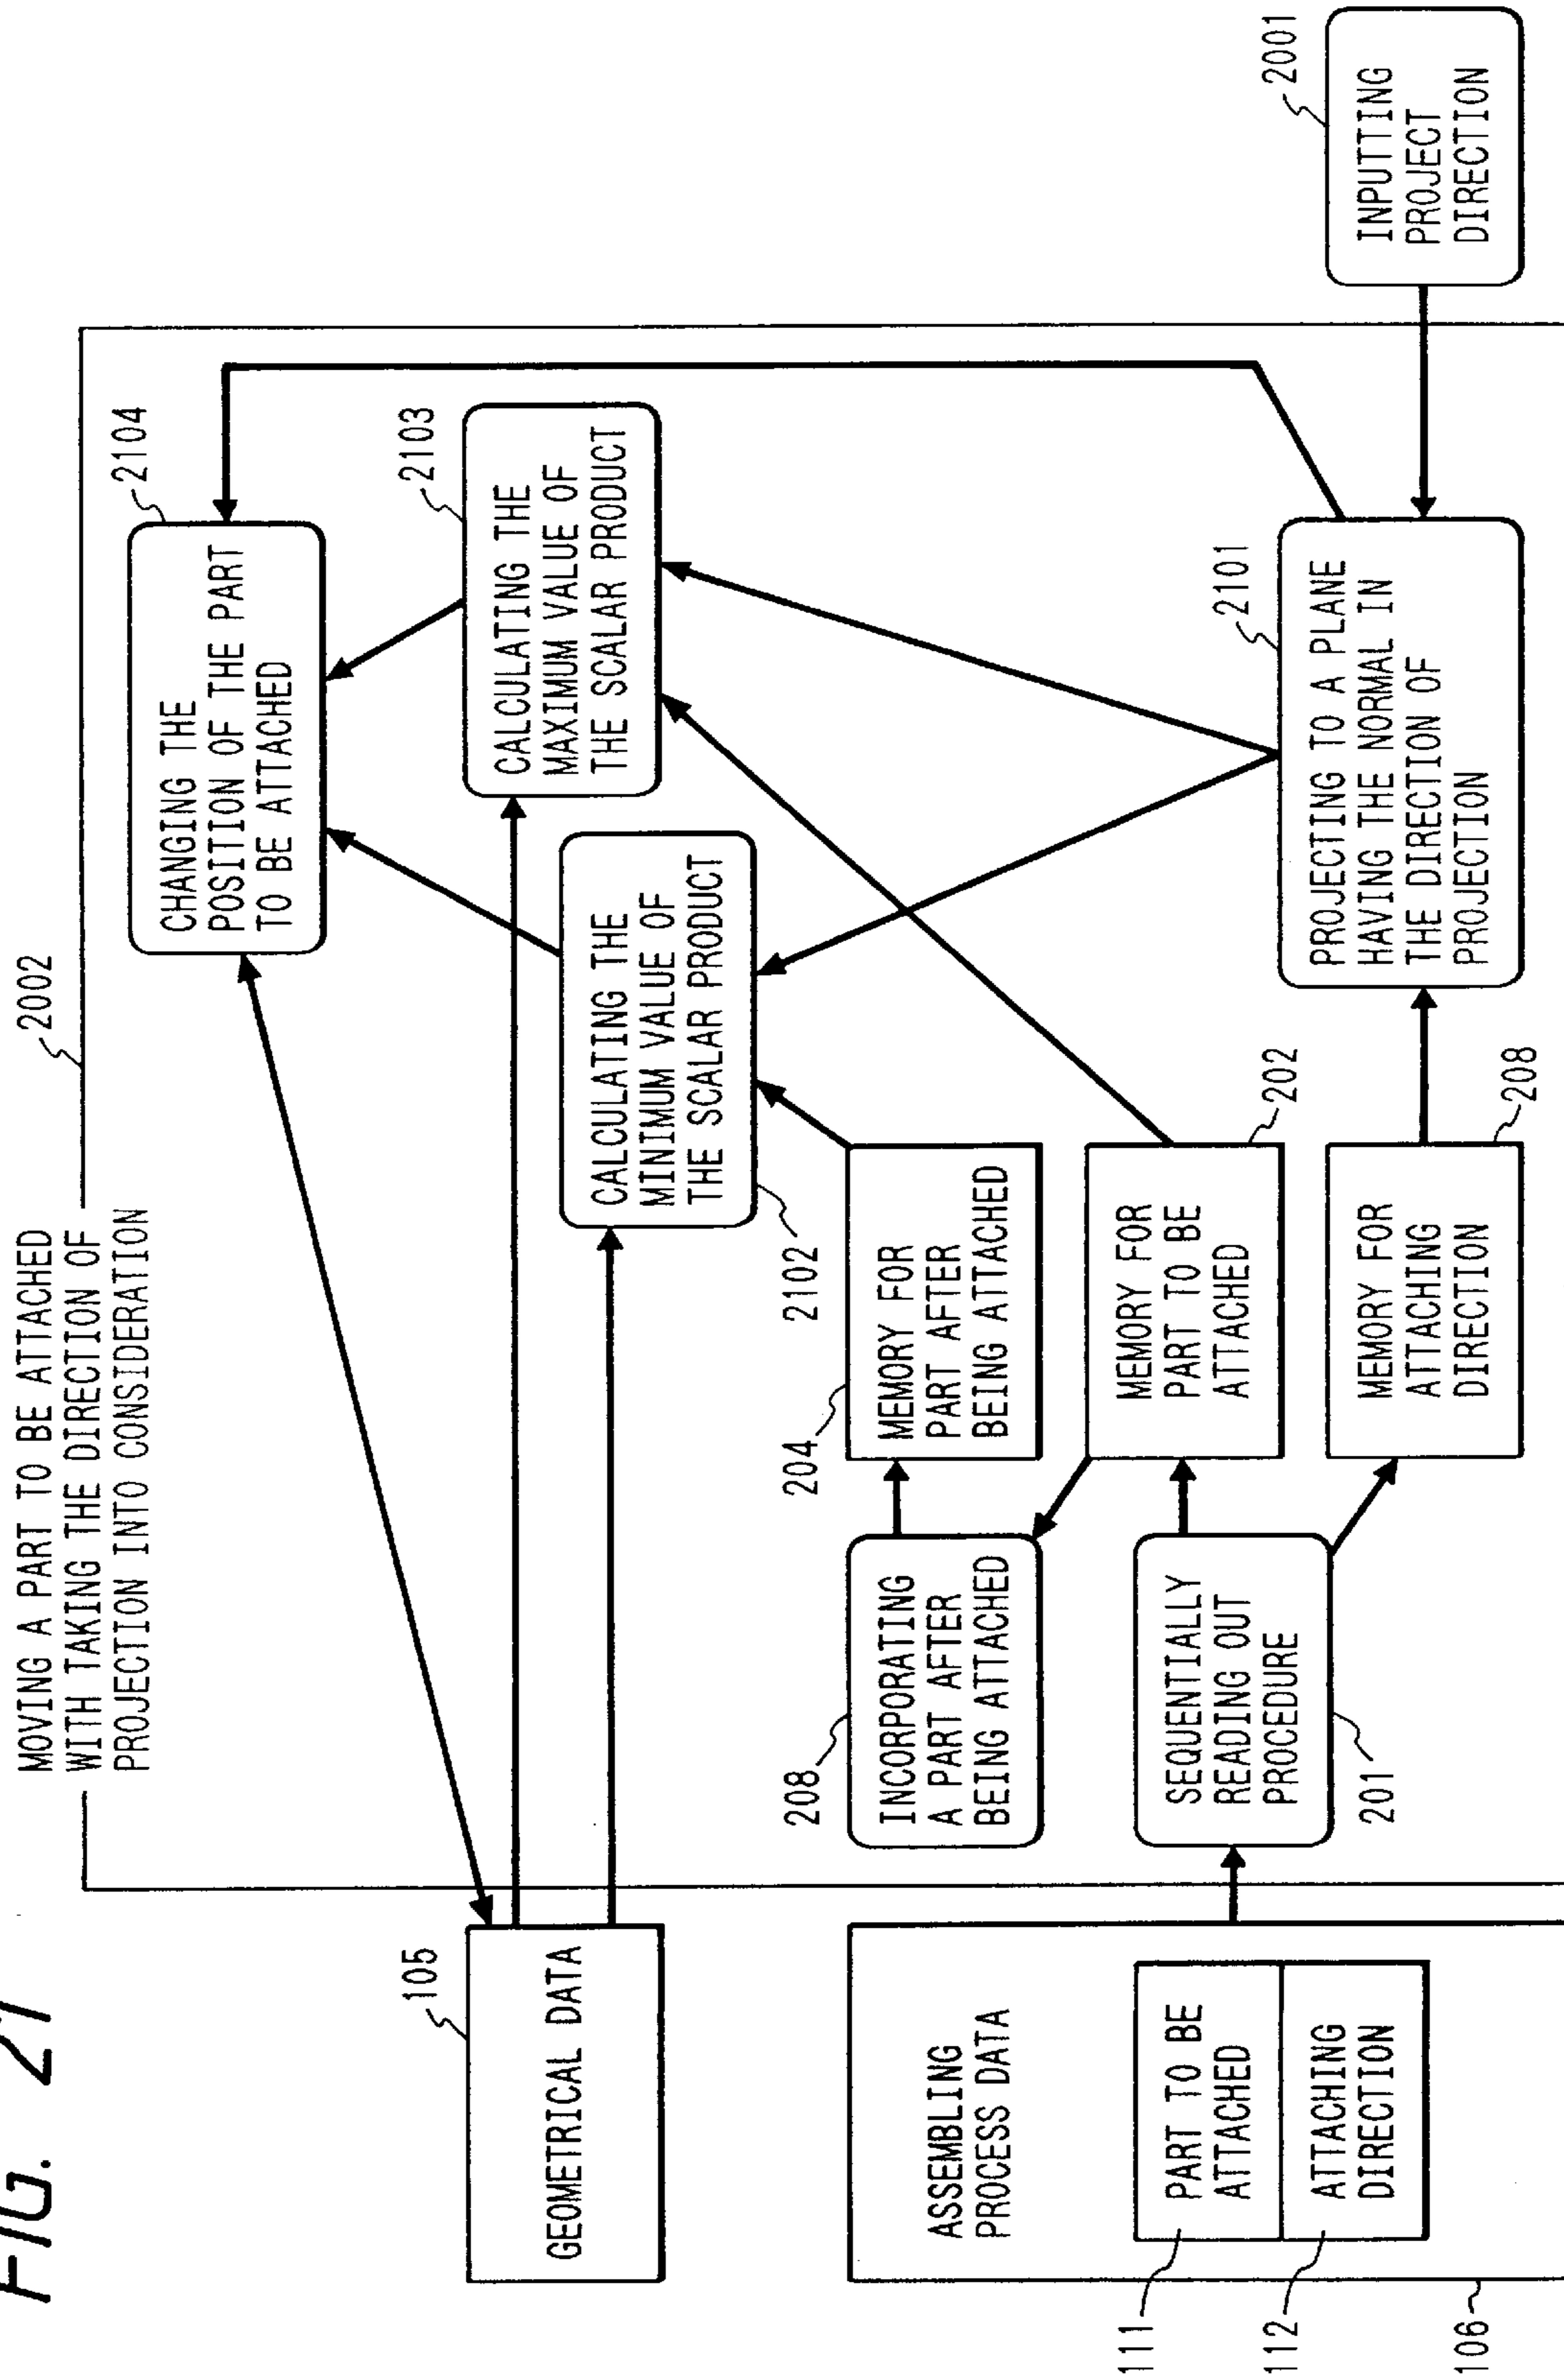 FIG. 21
MOVING A PART TO BE ATTACHED
WITH TAKING THE DIRECTION OF
PROJECTION INTO CONSIDERATION
2002
105
GEOMETRICAL DATA
CHANGING THE
POSITION OF THE PART
TO BE ATTACHED
2104
CALCULATING THE
MAXIMUM VALUE OF
THE SCALAR PRODUCT
2103
CALCULATING THE
MINIMUM VALUE OF
THE SCALAR PRODUCT
2102
208
INCORPORATING
A PART AFTER
BEING ATTACHED
204
MEMORY FOR
PART AFTER
BEING ATTACHED
ASSEMBLING
PROCESS DATA
111
PART TO BE
ATTACHED
112
ATTACHING
DIRECTION
106
SEQUENTIALLY
READING OUT
PROCEDURE
201
MEMORY FOR
PART TO BE
ATTACHED
202
MEMORY FOR
ATTACHING
DIRECTION
208
2101
PROJECTING TO A PLANE
HAVING THE NORMAL IN
THE DIRECTION OF
PROJECTION
2001
INPUTTING
PROJECT
DIRECTION